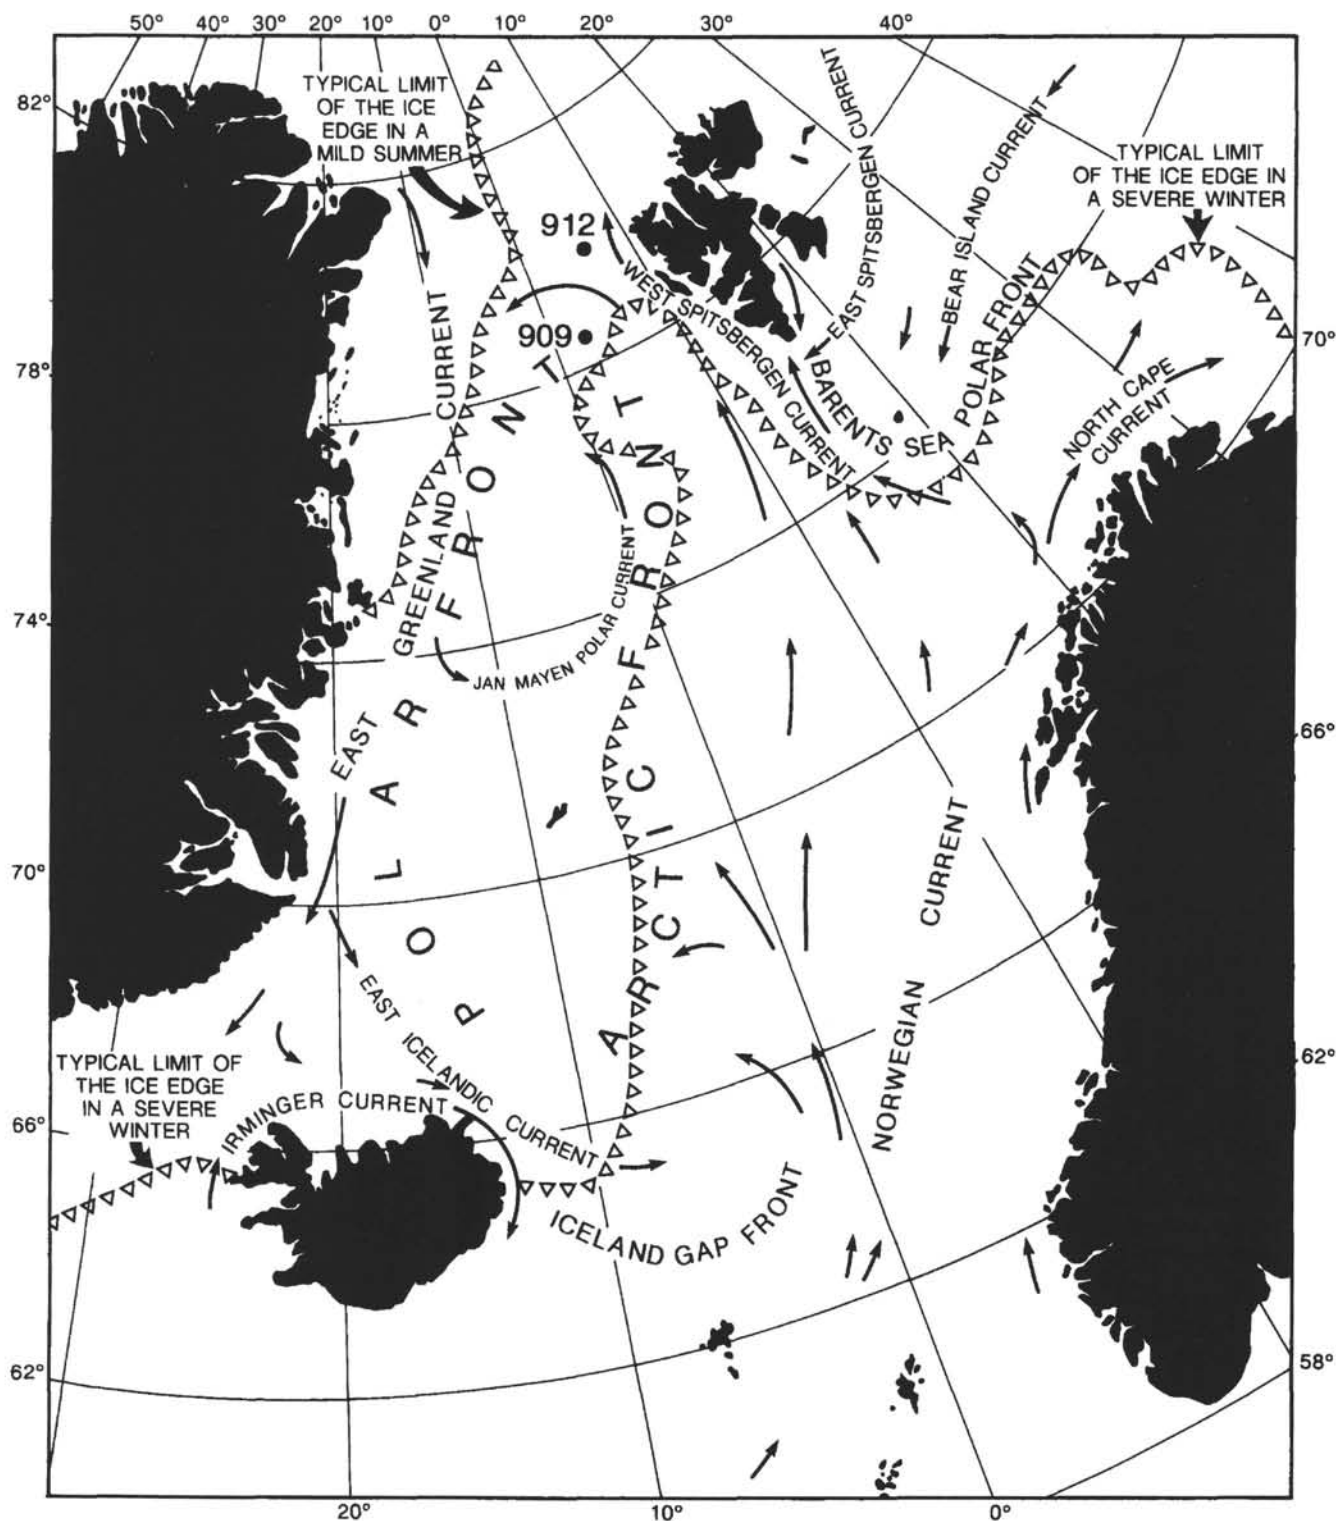 50° 40° 30° 20° 10° 0° 10° 20° 30° 40°
82°
TYPICAL LIMIT
OF THE ICE
EDGE IN A
MILD SUMMER
EAST SPITSBERGEN CURRENT
BEAR ISLAND CURRENT
TYPICAL LIMIT
OF THE ICE EDGE IN
A SEVERE WINTER
912
909
WEST SPITSBERGEN CURRENT
BARENTS SEA POLAR FRONT
70°
78°
NORTH CAPE
CURRENT
EAST GREENLAND CURRENT
POLAR FRONT
ARCTIC FRONT
JAN MAYEN POLAR CURRENT
74°
66°
NORWEGIAN CURRENT
70°
EAST ICELANDIC CURRENT
TYPICAL LIMIT OF
THE ICE EDGE
IN A SEVERE
WINTER
62°
IRMINGER CURRENT
66°
ICELAND GAP FRONT
62°
58°
20° 10° 0°